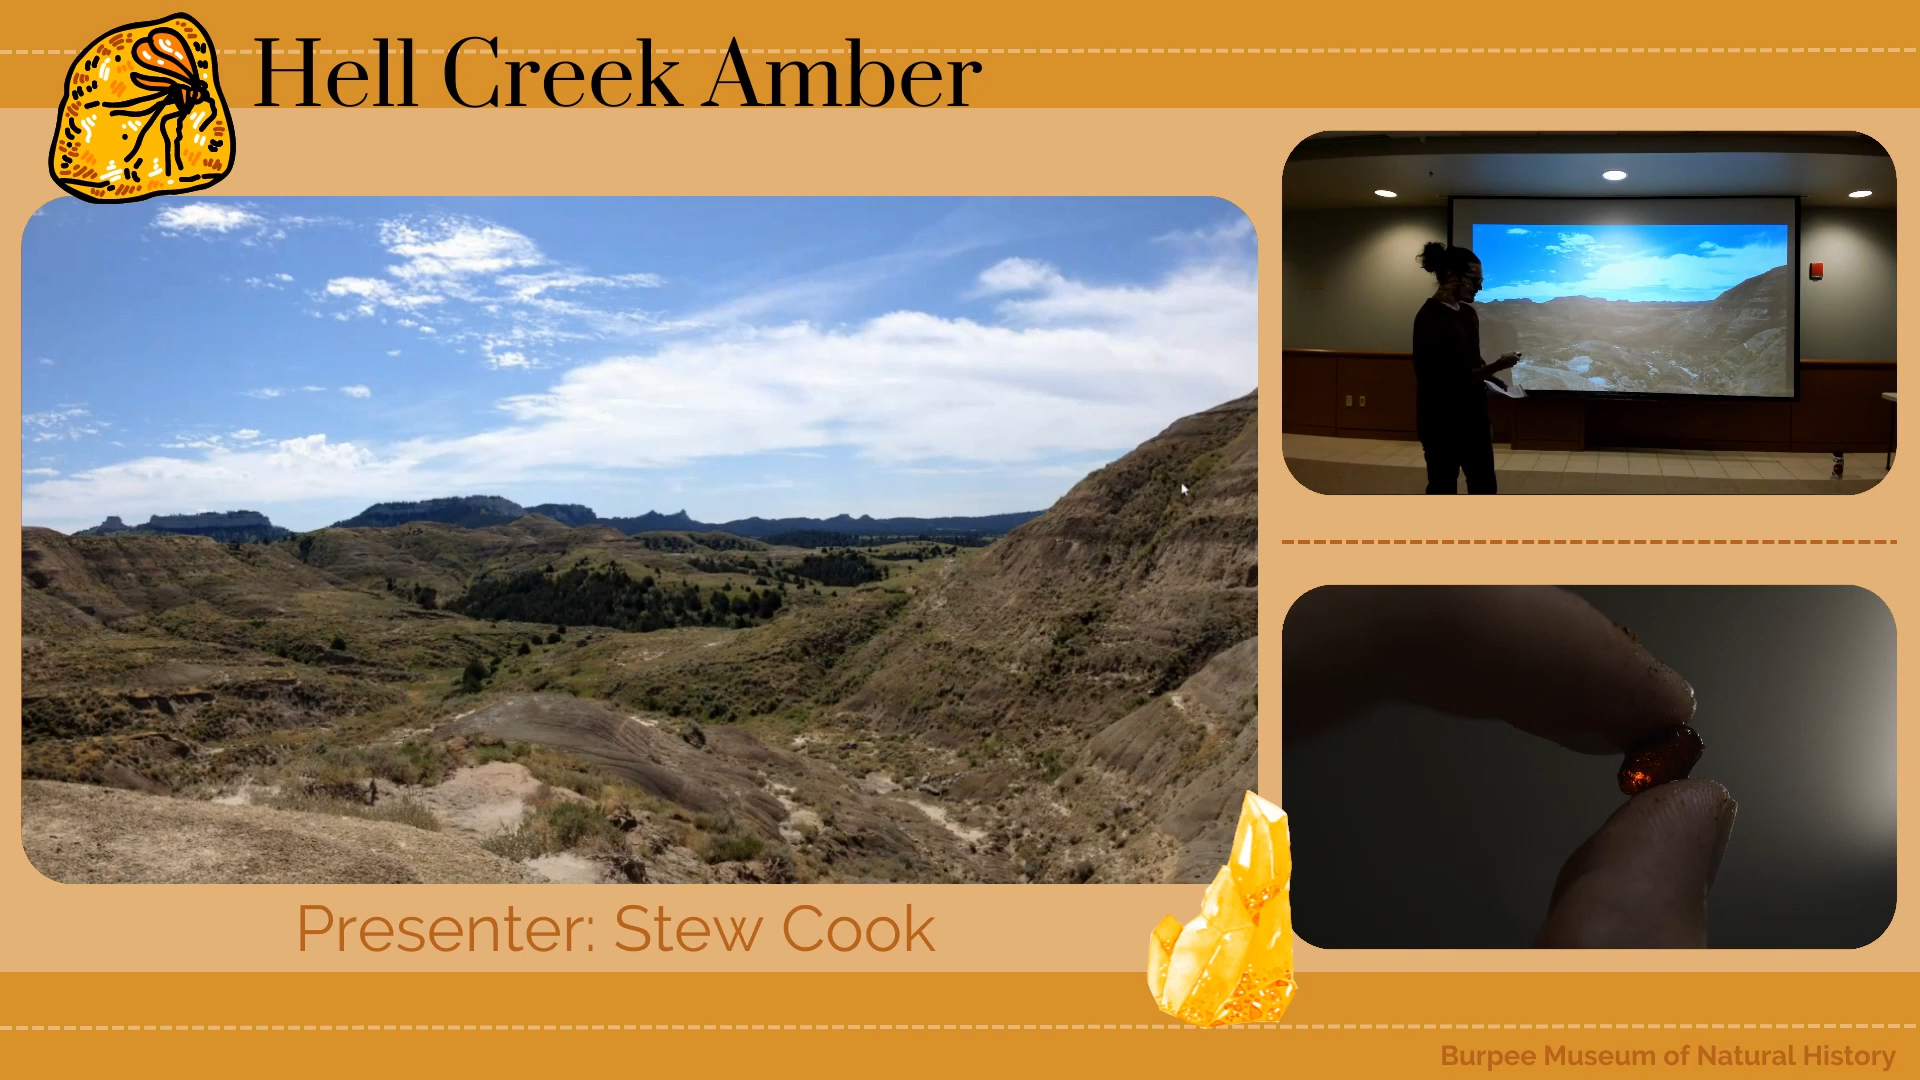 Hell Creek Amber
Presenter: Stew Cook
Burpee Museum of Natural History